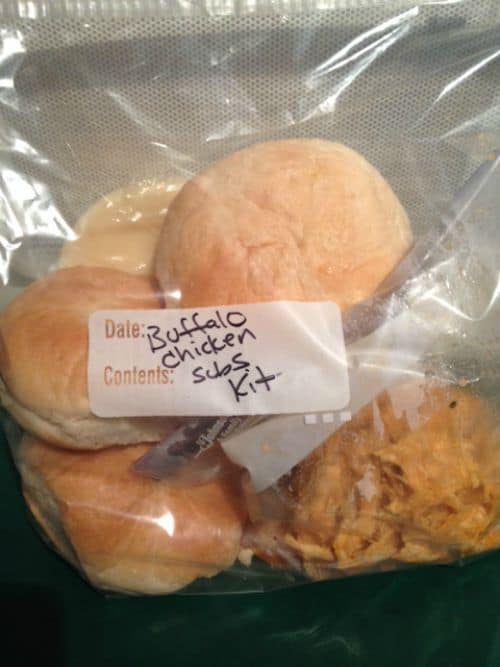 Date: Buffalo
chicken
Contents: subs
Kit